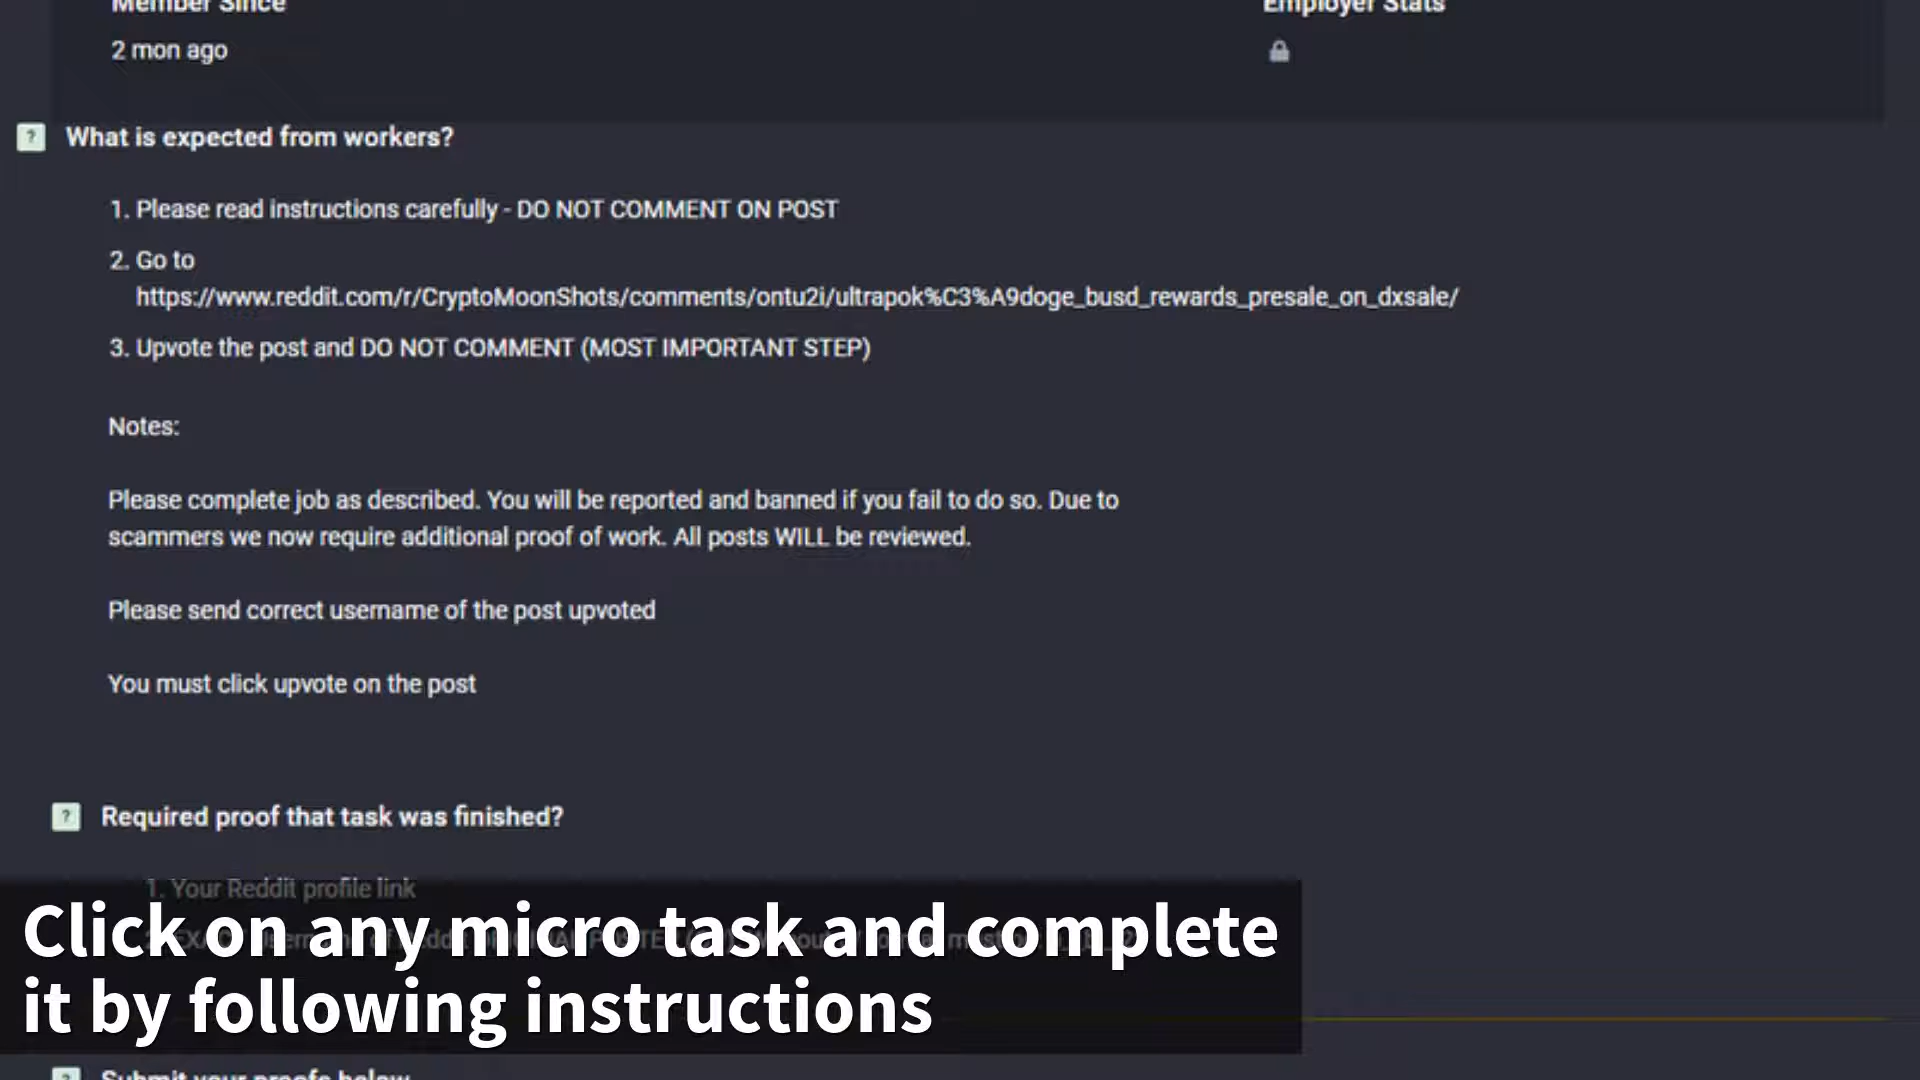 Member Since
Employer Stats
2 mon ago
? What is expected from workers?
1. Please read instructions carefully - DO NOT COMMENT ON POST
2. Go to
https://www.reddit.com/r/CryptoMoonShots/comments/ontu2i/ultrapok%C3%A9doge_busd_rewards_presale_on_dxsale/
3. Upvote the post and DO NOT COMMENT (MOST IMPORTANT STEP)
Notes:
Please complete job as described. You will be reported and banned if you fail to do so. Due to
scammers we now require additional proof of work. All posts WILL be reviewed.
Please send correct username of the post upvoted
You must click upvote on the post
? Required proof that task was finished?
1. Your Reddit profile link
Click on any micro task and complete
it by following instructions
? Submit your proofs below